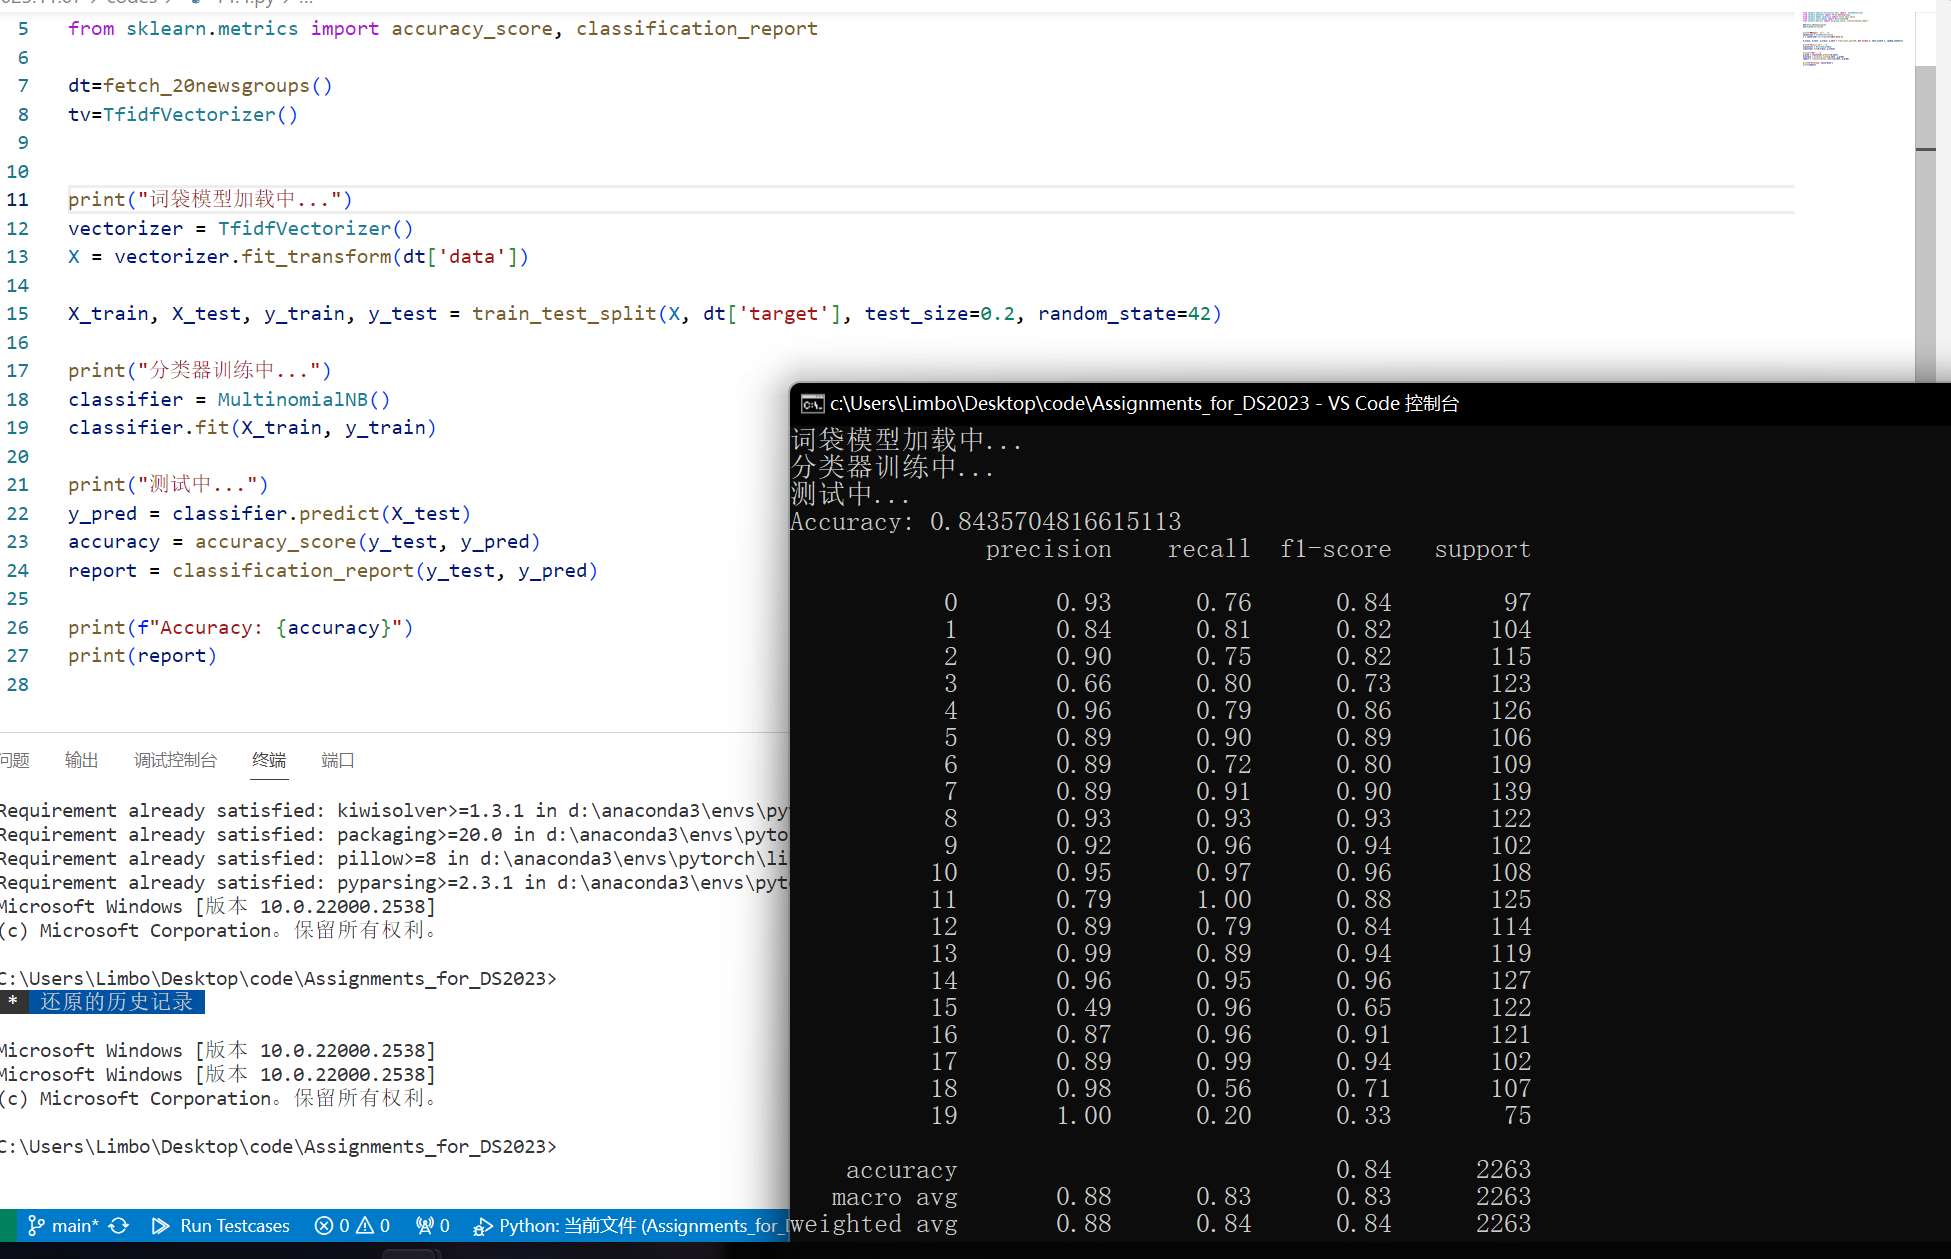 5 from sklearn.metrics import accuracy_score, classification_report
6
7 dt=fetch_20newsgroups()
8 tv=TfidfVectorizer()
9
10
11 print("词袋模型加载中...")
12 vectorizer = TfidfVectorizer()
13 X = vectorizer.fit_transform(dt['data'])
14
15 X_train, X_test, y_train, y_test = train_test_split(X, dt['target'], test_size=0.2, random_state=42)
16
17 print("分类器训练中...")
18 classifier = MultinomialNB()
19 classifier.fit(X_train, y_train)
20
21 print("测试中...")
22 y_pred = classifier.predict(X_test)
23 accuracy = accuracy_score(y_test, y_pred)
24 report = classification_report(y_test, y_pred)
25
26 print(f"Accuracy: {accuracy}")
27 print(report)
28
问题 输出 调试控制台 终端 端口
Requirement already satisfied: kiwisolver>=1.3.1 in d:\anaconda3\envs\py
Requirement already satisfied: packaging>=20.0 in d:\anaconda3\envs\pyto
Requirement already satisfied: pillow>=8 in d:\anaconda3\envs\pytorch\li
Requirement already satisfied: pyparsing>=2.3.1 in d:\anaconda3\envs\pyt
Microsoft Windows [版本 10.0.22000.2538]
(c) Microsoft Corporation。保留所有权利。
C:\Users\Limbo\Desktop\code\Assignments_for_DS2023>
* 还原的历史记录
Microsoft Windows [版本 10.0.22000.2538]
Microsoft Windows [版本 10.0.22000.2538]
(c) Microsoft Corporation。保留所有权利。
C:\Users\Limbo\Desktop\code\Assignments_for_DS2023>
main* Run Testcases 0 0 0 Python: 当前文件 (Assignments_for_
c:\Users\Limbo\Desktop\code\Assignments_for_DS2023 - VS Code 控制台
词袋模型加载中...
分类器训练中...
测试中...
Accuracy: 0.8435704816615113
precision recall f1-score support
0 0.93 0.76 0.84 97
1 0.84 0.81 0.82 104
2 0.90 0.75 0.82 115
3 0.66 0.80 0.73 123
4 0.96 0.79 0.86 126
5 0.89 0.90 0.89 106
6 0.89 0.72 0.80 109
7 0.89 0.91 0.90 139
8 0.93 0.93 0.93 122
9 0.92 0.96 0.94 102
10 0.95 0.97 0.96 108
11 0.79 1.00 0.88 125
12 0.89 0.79 0.84 114
13 0.99 0.89 0.94 119
14 0.96 0.95 0.96 127
15 0.49 0.96 0.65 122
16 0.87 0.96 0.91 121
17 0.89 0.99 0.94 102
18 0.98 0.56 0.71 107
19 1.00 0.20 0.33 75
accuracy 0.84 2263
macro avg 0.88 0.83 0.83 2263
weighted avg 0.88 0.84 0.84 2263